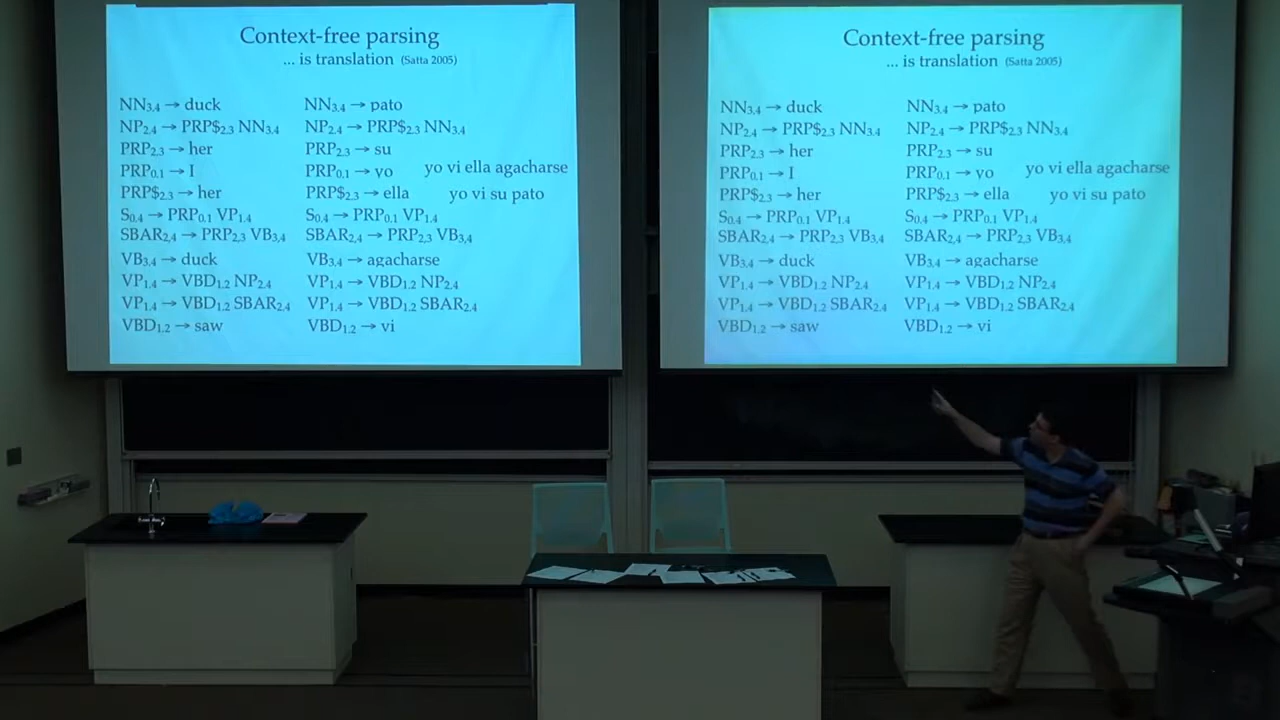 Context-free parsing
... is translation (Satta 2005)
NN3.4 → duck NN3.4 → pato
NP2.4 → PRP$2.3 NN3.4 NP2.4 → PRP$2.3 NN3.4
PRP2.3 → her PRP2.3 → su
PRP0.1 → I PRP0.1 → yo yo vi ella agacharse
PRP$2.3 → her PRP$2.3 → ella yo vi su pato
S0.4 → PRP0.1 VP1.4 S0.4 → PRP0.1 VP1.4
SBAR2.4 → PRP2.3 VB3.4 SBAR2.4 → PRP2.3 VB3.4
VB3.4 → duck VB3.4 → agacharse
VP1.4 → VBD1.2 NP2.4 VP1.4 → VBD1.2 NP2.4
VP1.4 → VBD1.2 SBAR2.4 VP1.4 → VBD1.2 SBAR2.4
VBD1.2 → saw VBD1.2 → vi
Context-free parsing
... is translation (Satta 2005)
NN3.4 → duck NN3.4 → pato
NP2.4 → PRP$2.3 NN3.4 NP2.4 → PRP$2.3 NN3.4
PRP2.3 → her PRP2.3 → su
PRP0.1 → I PRP0.1 → yo yo vi ella agacharse
PRP$2.3 → her PRP$2.3 → ella yo vi su pato
S0.4 → PRP0.1 VP1.4 S0.4 → PRP0.1 VP1.4
SBAR2.4 → PRP2.3 VB3.4 SBAR2.4 → PRP2.3 VB3.4
VB3.4 → duck VB3.4 → agacharse
VP1.4 → VBD1.2 NP2.4 VP1.4 → VBD1.2 NP2.4
VP1.4 → VBD1.2 SBAR2.4 VP1.4 → VBD1.2 SBAR2.4
VBD1.2 → saw VBD1.2 → vi